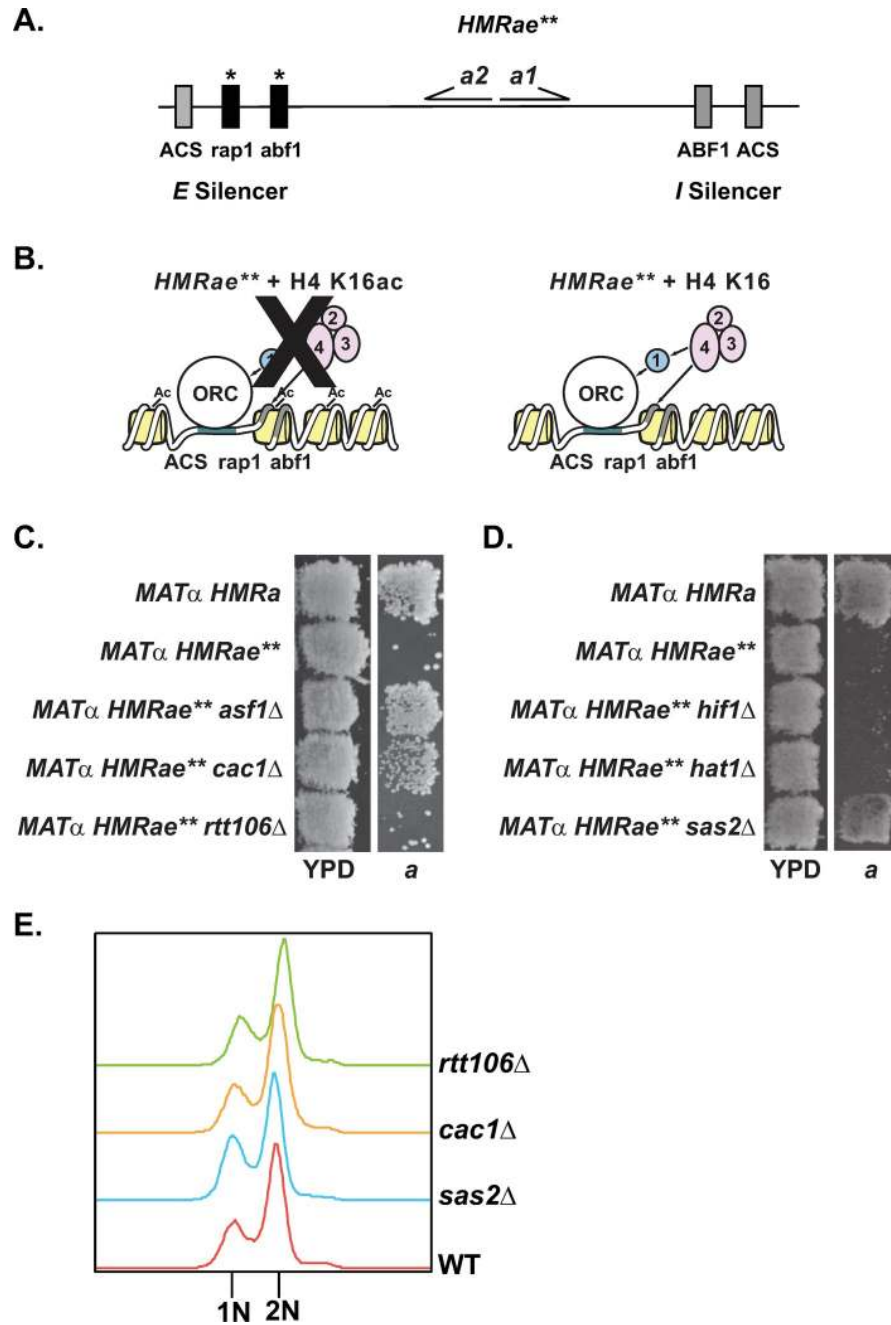 A.
HMRae**
* *
a2 a1
ACS rap1 abf1 ABF1 ACS
E Silencer I Silencer
B.
HMRae** + H4 K16ac HMRae** + H4 K16
2 2
1 4 3 1 4 3
ORC ORC
Ac Ac Ac Ac
ACS rap1 abf1 ACS rap1 abf1
C.
MATα HMRa
MATα HMRae**
MATα HMRae** asf1Δ
MATα HMRae** cac1Δ
MATα HMRae** rtt106Δ
YPD a
D.
MATα HMRa
MATα HMRae**
MATα HMRae** hif1Δ
MATα HMRae** hat1Δ
MATα HMRae** sas2Δ
YPD a
E.
rtt106Δ
cac1Δ
sas2Δ
WT
1N 2N